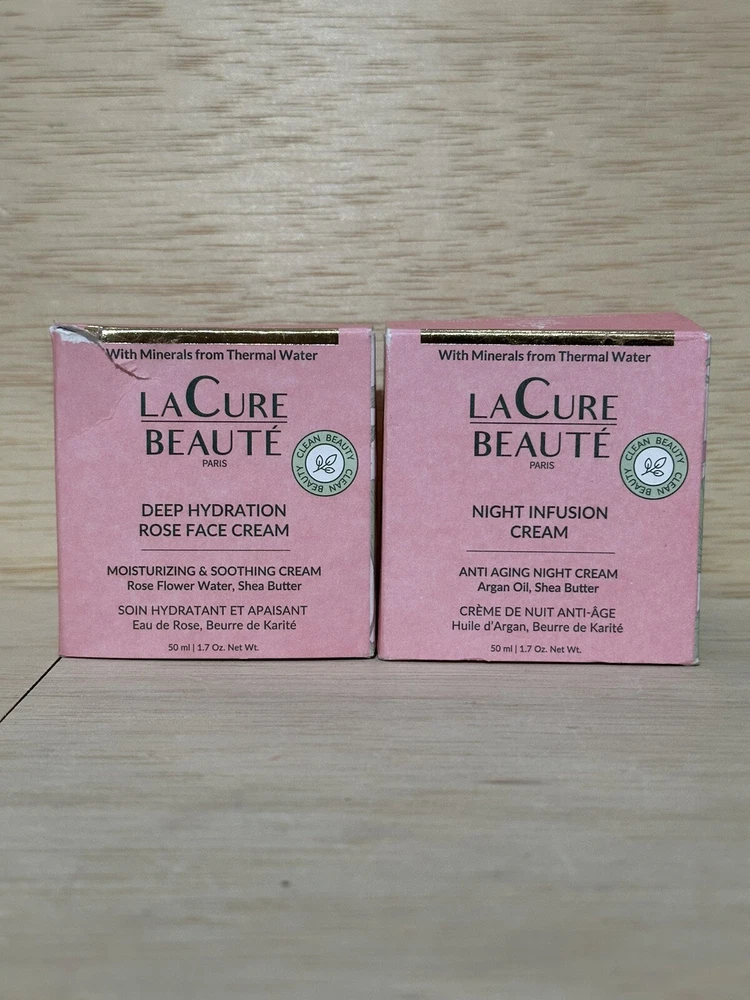 With Minerals from Thermal Water
LACURE
BEAUTÉ
PARIS
CLEAN BEAUTY CLEAN BEAUTY
DEEP HYDRATION
ROSE FACE CREAM
MOISTURIZING & SOOTHING CREAM
Rose Flower Water, Shea Butter
SOIN HYDRATANT ET APAISANT
Eau de Rose, Beurre de Karité
50 ml | 1.7 Oz. Net Wt.
With Minerals from Thermal Water
LACURE
BEAUTÉ
PARIS
CLEAN BEAUTY CLEAN BEAUTY
NIGHT INFUSION
CREAM
ANTI AGING NIGHT CREAM
Argan Oil, Shea Butter
CRÈME DE NUIT ANTI-ÂGE
Huile d'Argan, Beurre de Karité
50 ml | 1.7 Oz. Net Wt.